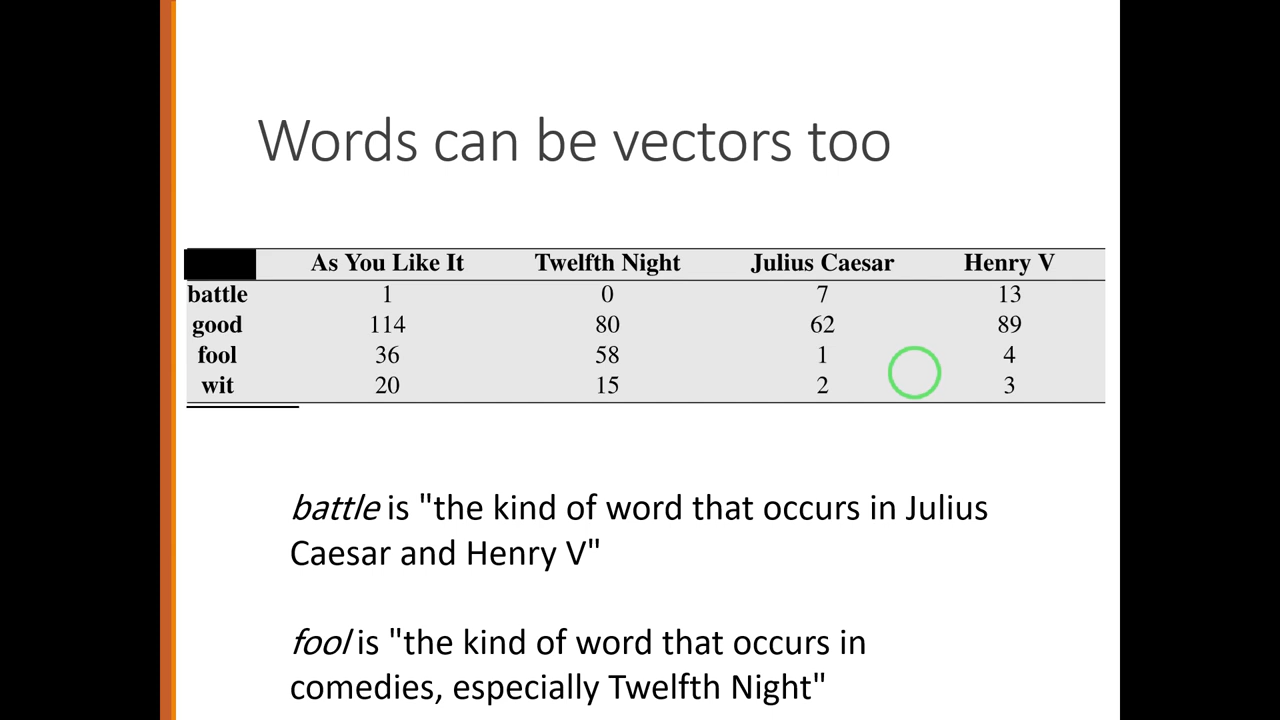 Words can be vectors too
As You Like It Twelfth Night Julius Caesar Henry V
battle 1 0 7 13
good 114 80 62 89
fool 36 58 1 4
wit 20 15 2 3
battle is "the kind of word that occurs in Julius
Caesar and Henry V"
fool is "the kind of word that occurs in
comedies, especially Twelfth Night"